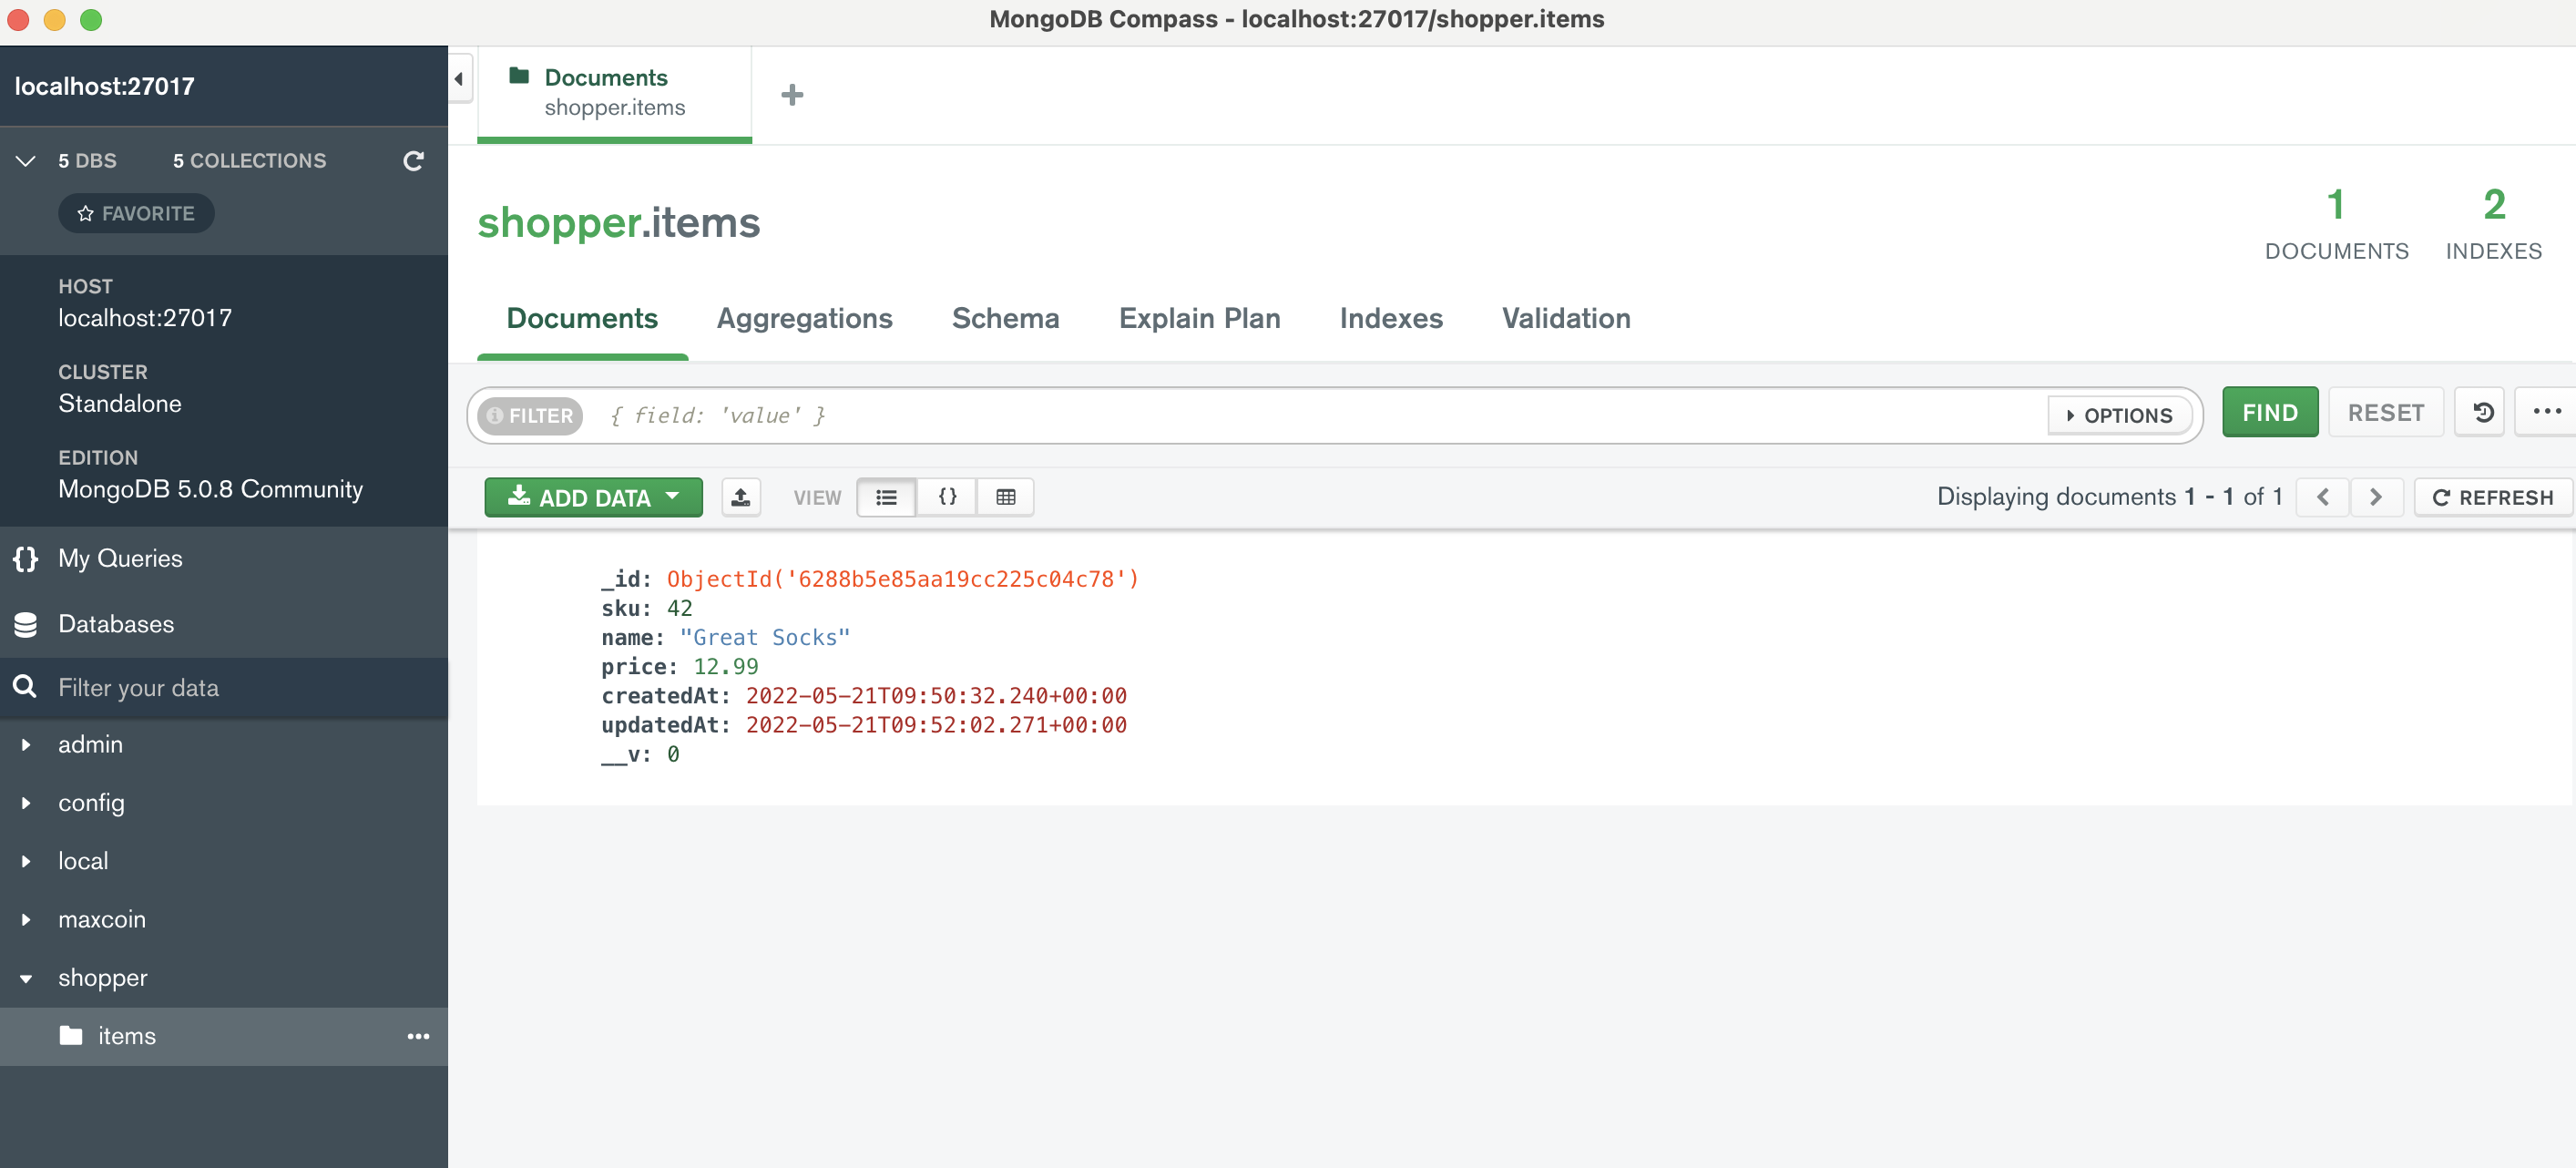 MongoDB Compass - localhost:27017/shopper.items
localhost:27017
5 DBS 5 COLLECTIONS
FAVORITE
HOST
localhost:27017
CLUSTER
Standalone
EDITION
MongoDB 5.0.8 Community
My Queries
Databases
Filter your data
admin
config
local
maxcoin
shopper
items
Documents
shopper.items
shopper.items
1
DOCUMENTS
2
INDEXES
Documents Aggregations Schema Explain Plan Indexes Validation
FILTER { field: 'value' } OPTIONS FIND RESET
ADD DATA VIEW {} Displaying documents 1 - 1 of 1 REFRESH
_id: ObjectId('6288b5e85aa19cc225c04c78')
sku: 42
name: "Great Socks"
price: 12.99
createdAt: 2022-05-21T09:50:32.240+00:00
updatedAt: 2022-05-21T09:52:02.271+00:00
__v: 0